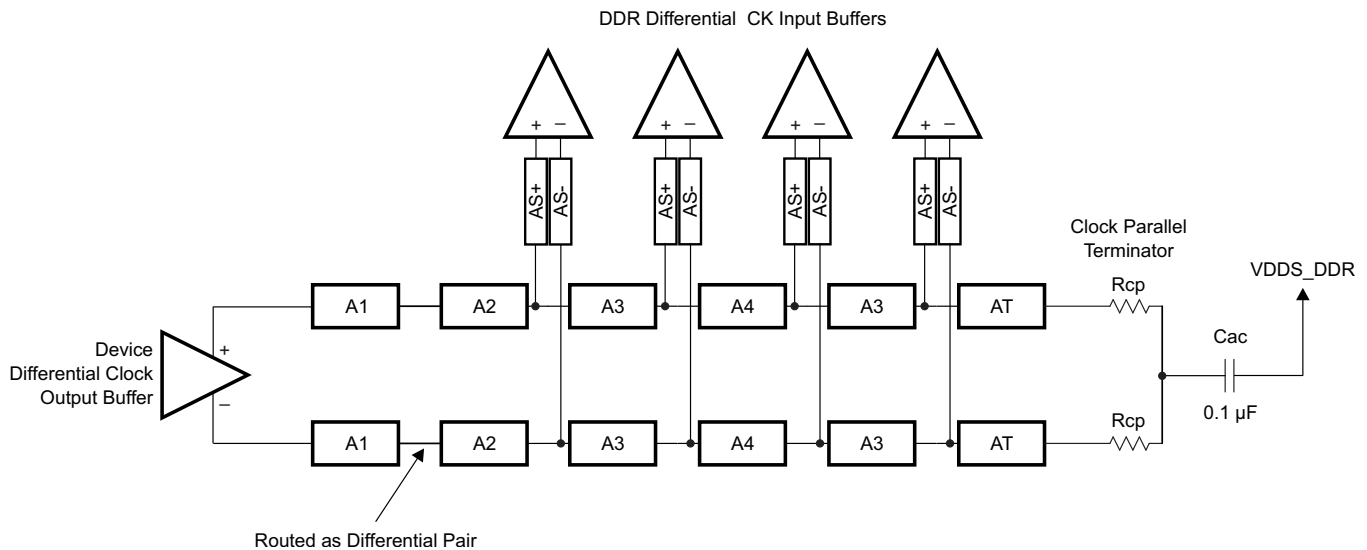 DDR Differential CK Input Buffers
+ − + − + − + −
AS+ AS- AS+ AS- AS+ AS- AS+ AS-
Clock Parallel
Terminator
VDDS_DDR
A1 A2 A3 A4 A3 AT
Rcp
Device
Differential Clock
Output Buffer
+
−
Cac
0.1 µF
A1 A2 A3 A4 A3 AT
Rcp
Routed as Differential Pair